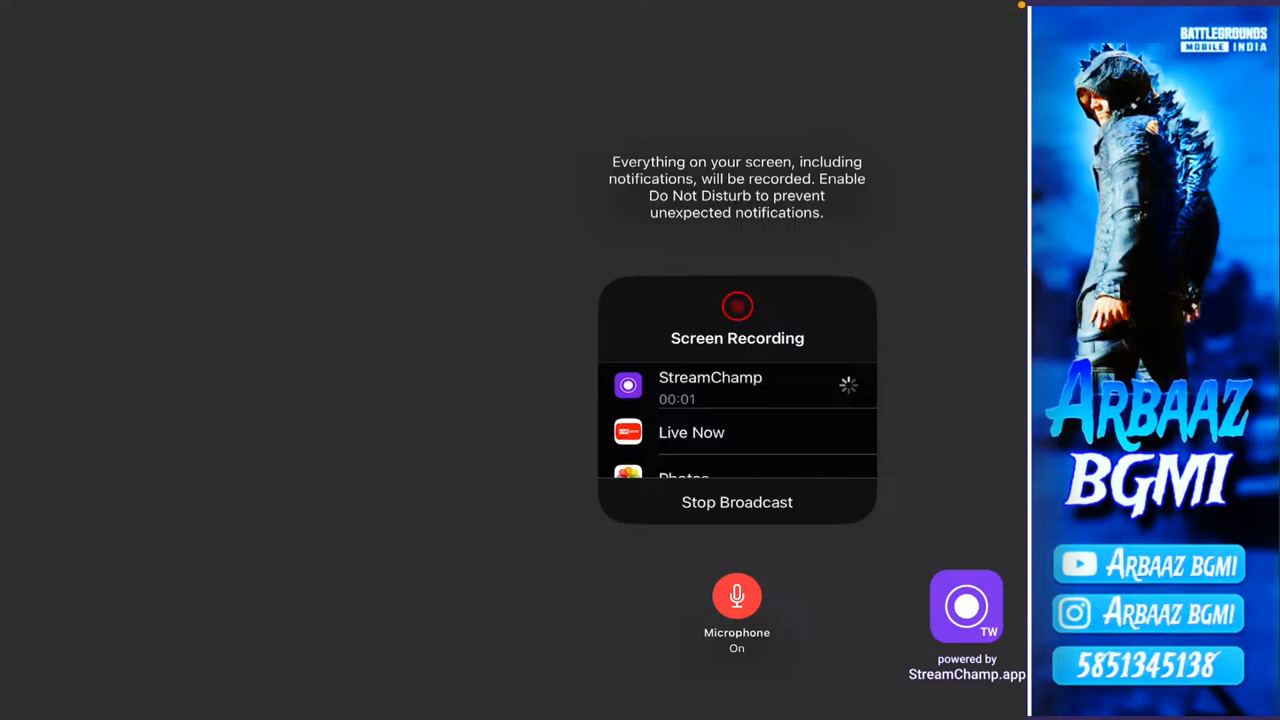 Everything on your screen, including
notifications, will be recorded. Enable
Do Not Disturb to prevent
unexpected notifications.
Screen Recording
StreamChamp
00:01
Live Now
Photos
Stop Broadcast
Microphone
On
TW
powered by
StreamChamp.app
BATTLEGROUNDS
MOBILE INDIA
ARBAAZ
BGMI
ARBAAZ BGMI
ARBAAZ BGMI
5851345138